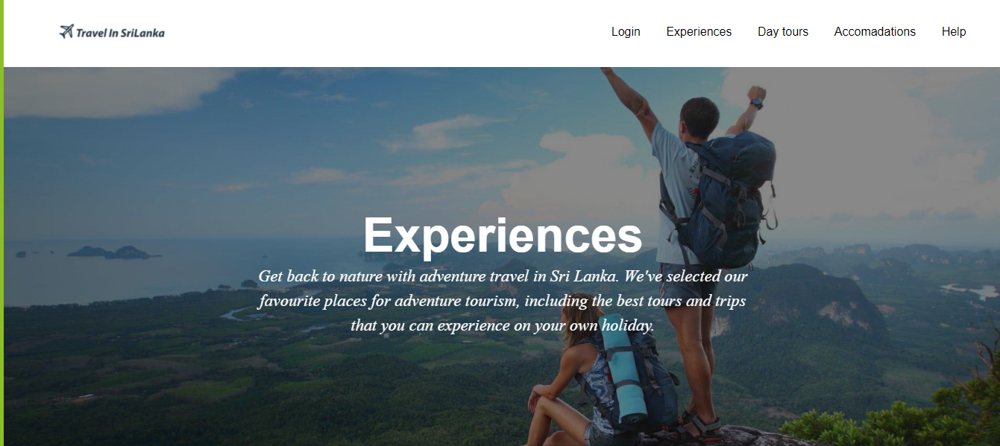 Travel In SriLanka
Login Experiences Day tours Accomadations Help
Experiences
Get back to nature with adventure travel in Sri Lanka. We've selected our
favourite places for adventure tourism, including the best tours and trips
that you can experience on your own holiday.